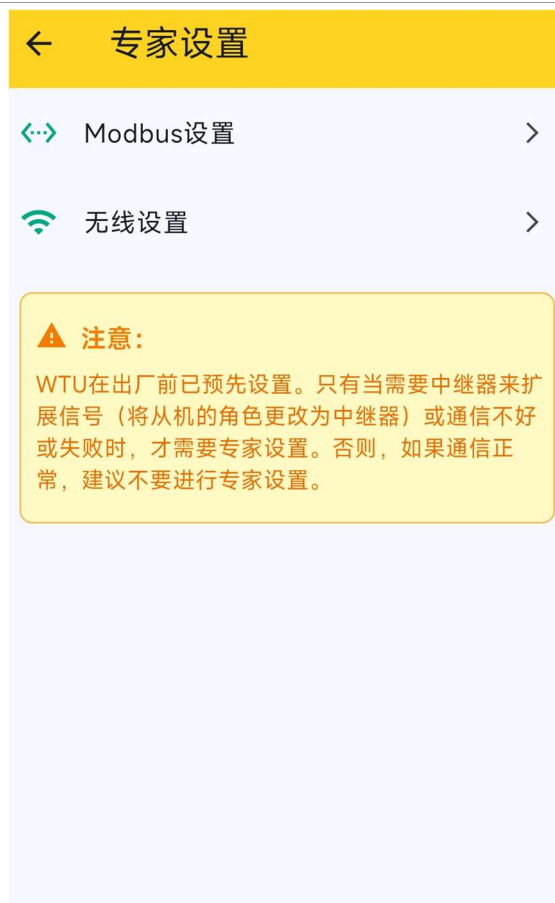 专家设置
Modbus设置
无线设置
注意：
WTU在出厂前已预先设置。只有当需要中继器来扩
展信号（将从机的角色更改为中继器）或通信不好
或失败时，才需要专家设置。否则，如果通信正
常，建议不要进行专家设置。